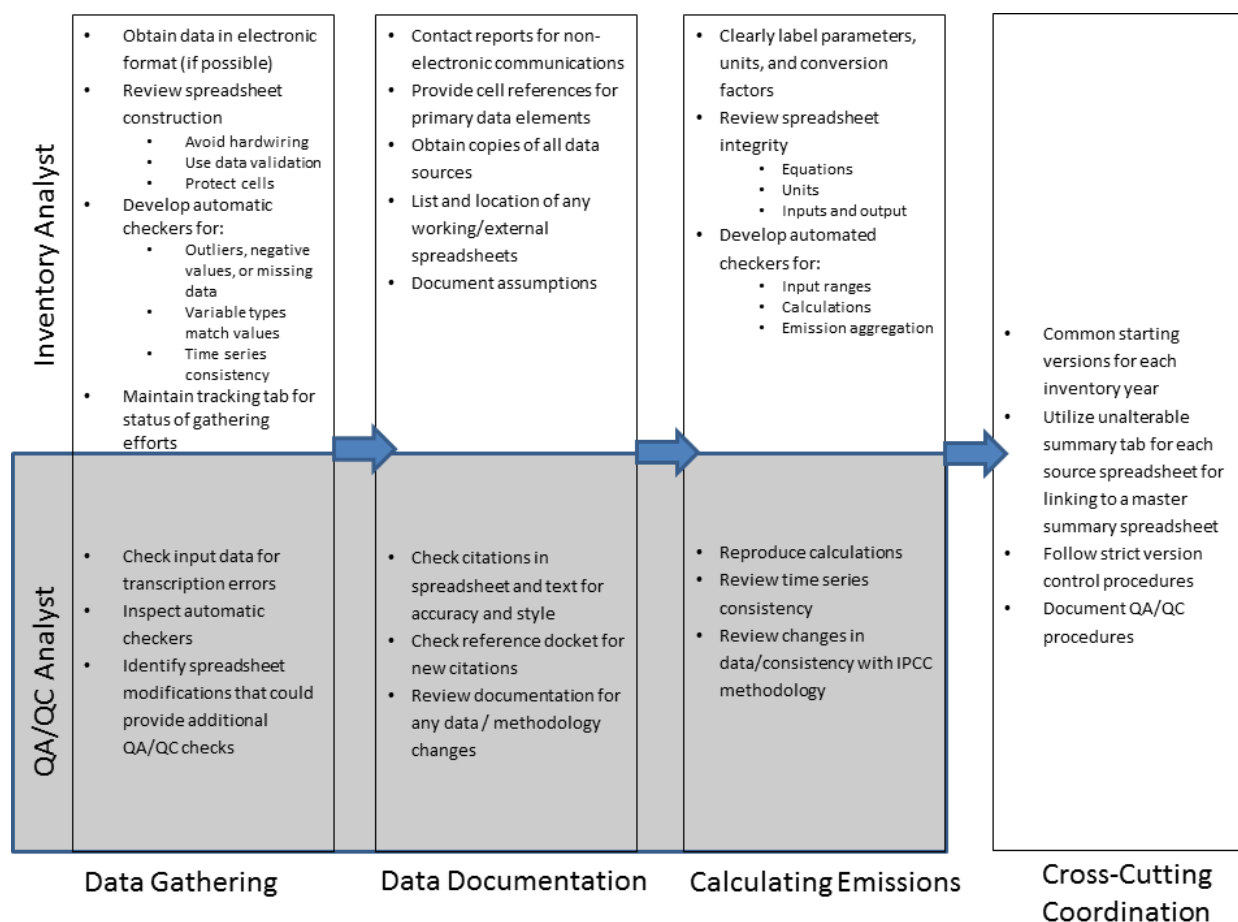 Inventory Analyst
• Obtain data in electronic
format (if possible)
• Review spreadsheet
construction
• Avoid hardwiring
• Use data validation
• Protect cells
• Develop automatic
checkers for:
• Outliers, negative
values, or missing
data
• Variable types
match values
• Time series
consistency
• Maintain tracking tab for
status of gathering
efforts
• Contact reports for non-
electronic communications
• Provide cell references for
primary data elements
• Obtain copies of all data
sources
• List and location of any
working/external
spreadsheets
• Document assumptions
• Clearly label parameters,
units, and conversion
factors
• Review spreadsheet
integrity
• Equations
• Units
• Inputs and output
• Develop automated
checkers for:
• Input ranges
• Calculations
• Emission aggregation
QA/QC Analyst
• Check input data for
transcription errors
• Inspect automatic
checkers
• Identify spreadsheet
modifications that could
provide additional
QA/QC checks
• Check citations in
spreadsheet and text for
accuracy and style
• Check reference docket for
new citations
• Review documentation for
any data / methodology
changes
• Reproduce calculations
• Review time series
consistency
• Review changes in
data/consistency with IPCC
methodology
• Common starting
versions for each
inventory year
• Utilize unalterable
summary tab for each
source spreadsheet for
linking to a master
summary spreadsheet
• Follow strict version
control procedures
• Document QA/QC
procedures
Data Gathering
Data Documentation
Calculating Emissions
Cross-Cutting
Coordination